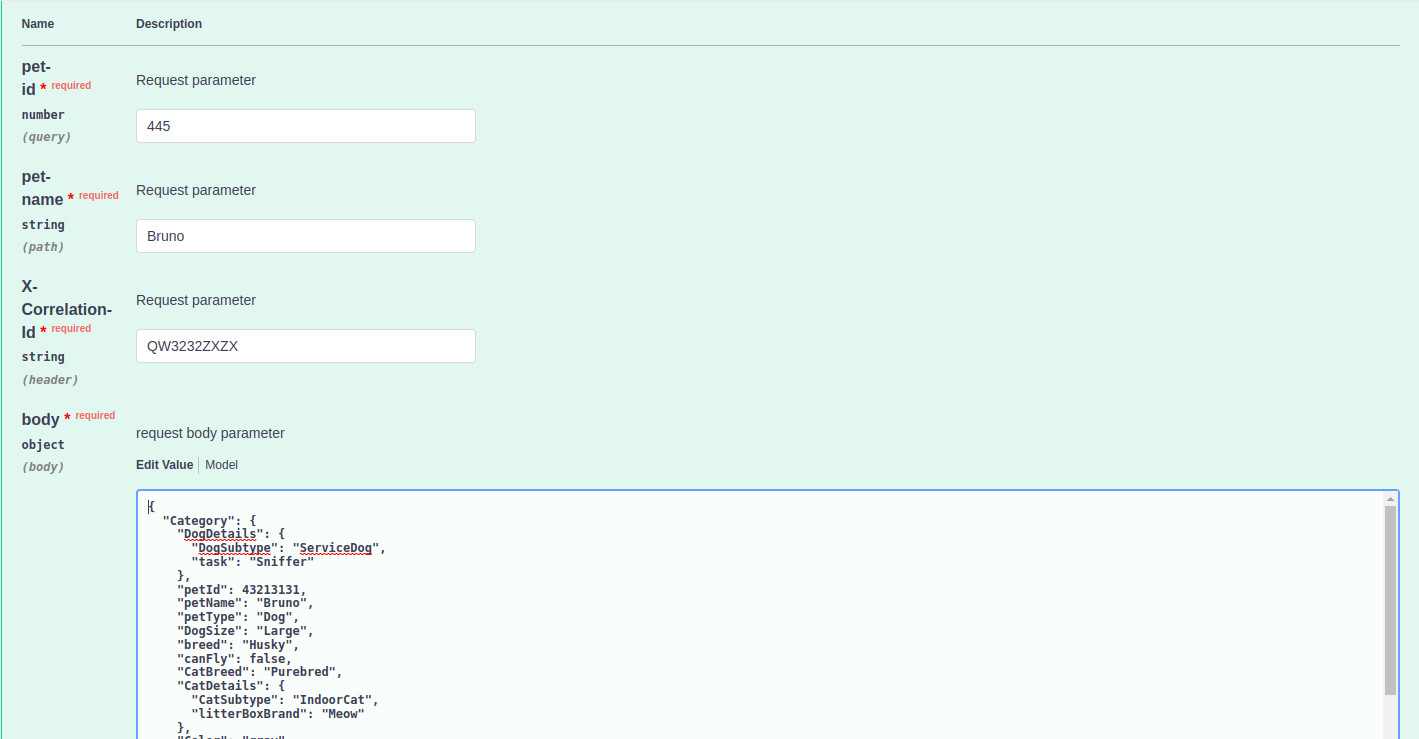 Name Description
pet-
id * required
Request parameter
number
445
(query)
pet-
name * required
Request parameter
string
Bruno
(path)
X-
Correlation-
Id * required
Request parameter
string
QW3232ZXZX
(header)
body * required
request body parameter
object
(body)
Edit Value Model
{
"Category": {
"DogDetails": {
"DogSubtype": "ServiceDog",
"task": "Sniffer"
},
"petId": 43213131,
"petName": "Bruno",
"petType": "Dog",
"DogSize": "Large",
"breed": "Husky",
"canFly": false,
"CatBreed": "Purebred",
"CatDetails": {
"CatSubtype": "IndoorCat",
"litterBoxBrand": "Meow"
},
"Color": "gray"